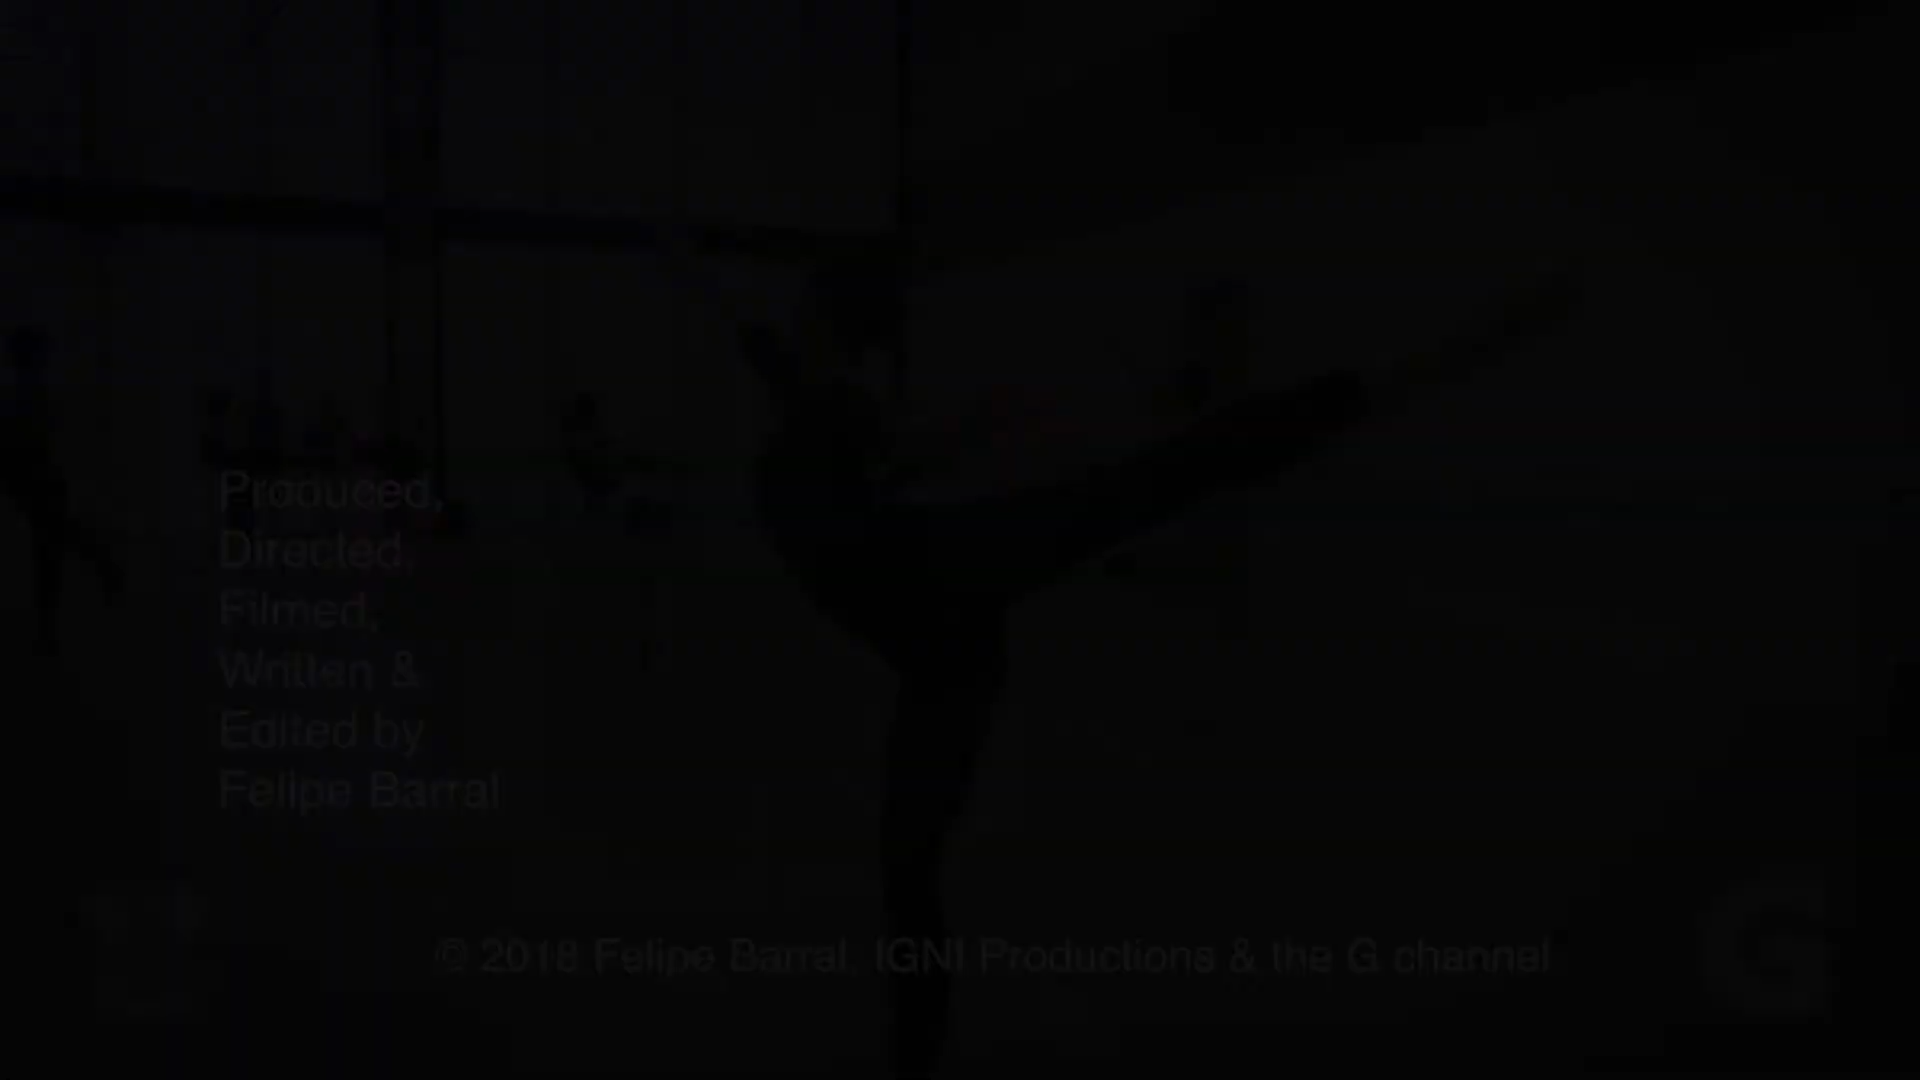 Produced,
Directed,
Filmed,
Written &
Edited by
Felipe Barral
© 2018 Felipe Barral, IGNI Productions & the G channel